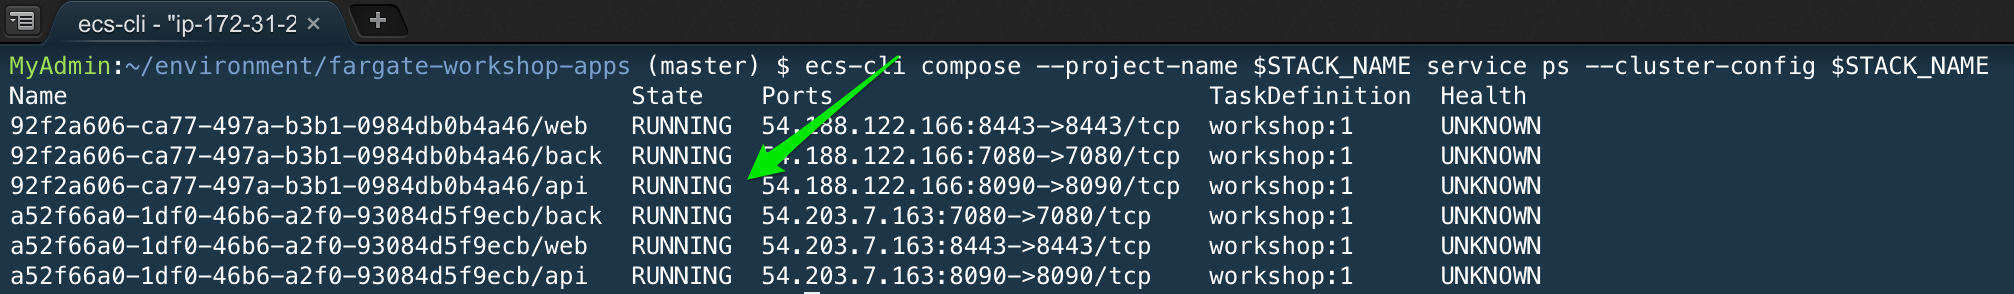 ecs-cli - "ip-172-31-2 ×
MyAdmin:~/environment/fargate-workshop-apps (master) $ ecs-cli compose --project-name $STACK_NAME service ps --cluster-config $STACK_NAME
Name State Ports TaskDefinition Health
92f2a606-ca77-497a-b3b1-0984db0b4a46/web RUNNING 54.188.122.166:8443->8443/tcp workshop:1 UNKNOWN
92f2a606-ca77-497a-b3b1-0984db0b4a46/back RUNNING 54.188.122.166:7080->7080/tcp workshop:1 UNKNOWN
92f2a606-ca77-497a-b3b1-0984db0b4a46/api RUNNING 54.188.122.166:8090->8090/tcp workshop:1 UNKNOWN
a52f66a0-1df0-46b6-a2f0-93084d5f9ecb/back RUNNING 54.203.7.163:7080->7080/tcp workshop:1 UNKNOWN
a52f66a0-1df0-46b6-a2f0-93084d5f9ecb/web RUNNING 54.203.7.163:8443->8443/tcp workshop:1 UNKNOWN
a52f66a0-1df0-46b6-a2f0-93084d5f9ecb/api RUNNING 54.203.7.163:8090->8090/tcp workshop:1 UNKNOWN